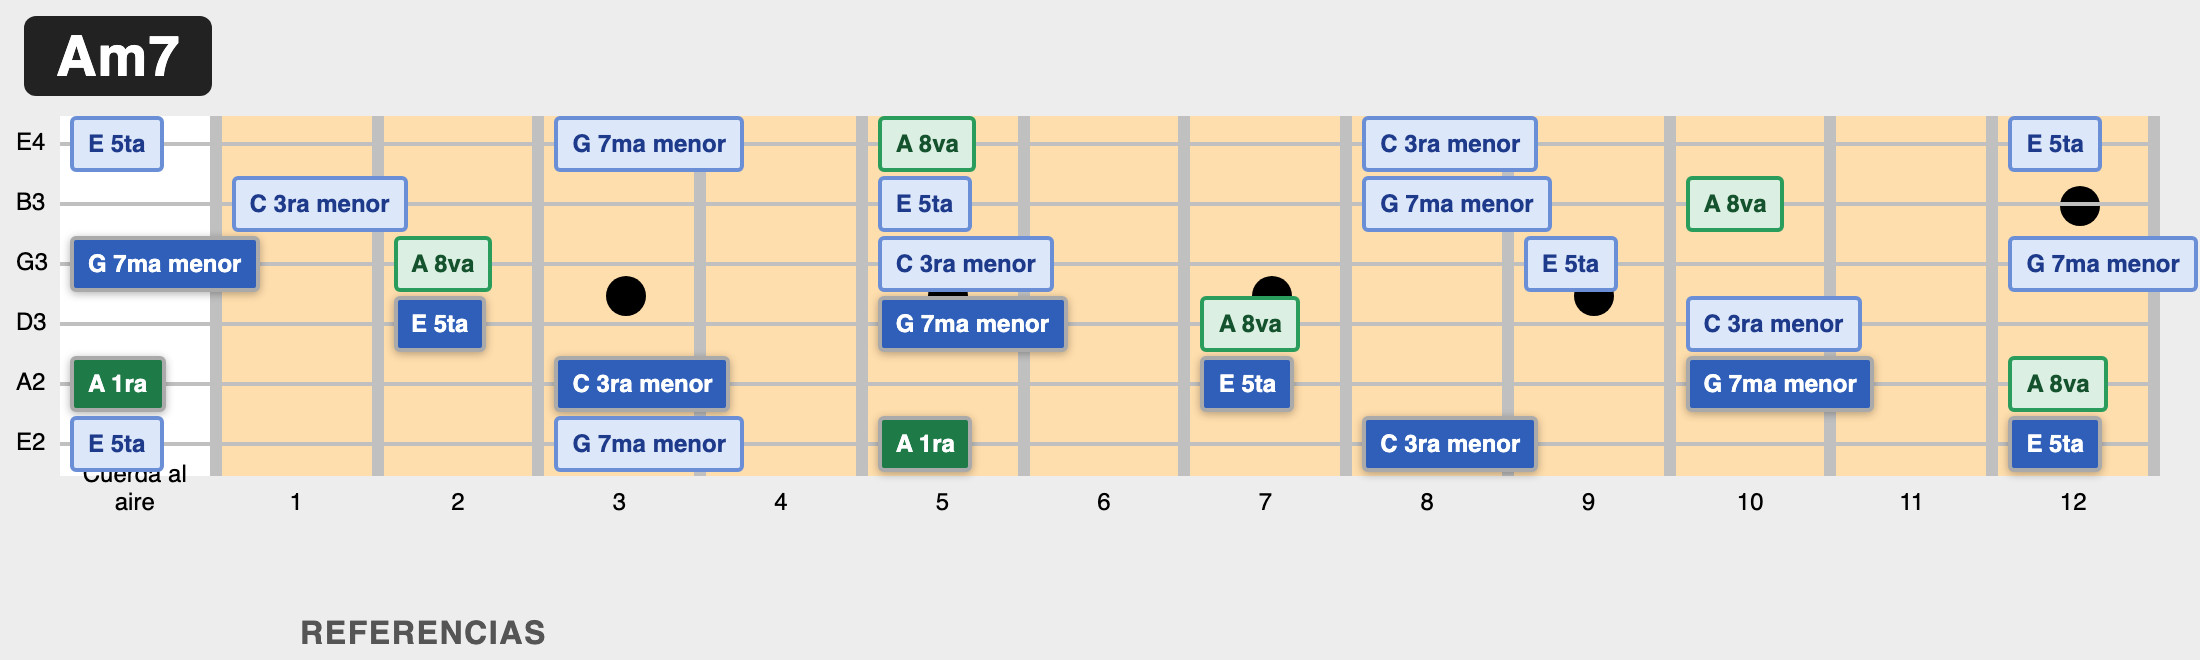 Am7
E4 E 5ta G 7ma menor A 8va C 3ra menor E 5ta
B3 C 3ra menor E 5ta G 7ma menor A 8va
G3 G 7ma menor A 8va C 3ra menor E 5ta G 7ma menor
D3 E 5ta G 7ma menor A 8va C 3ra menor
A2 A 1ra C 3ra menor E 5ta G 7ma menor A 8va
E2 E 5ta G 7ma menor A 1ra C 3ra menor E 5ta
Cuerda al
aire 1 2 3 4 5 6 7 8 9 10 11 12
REFERENCIAS